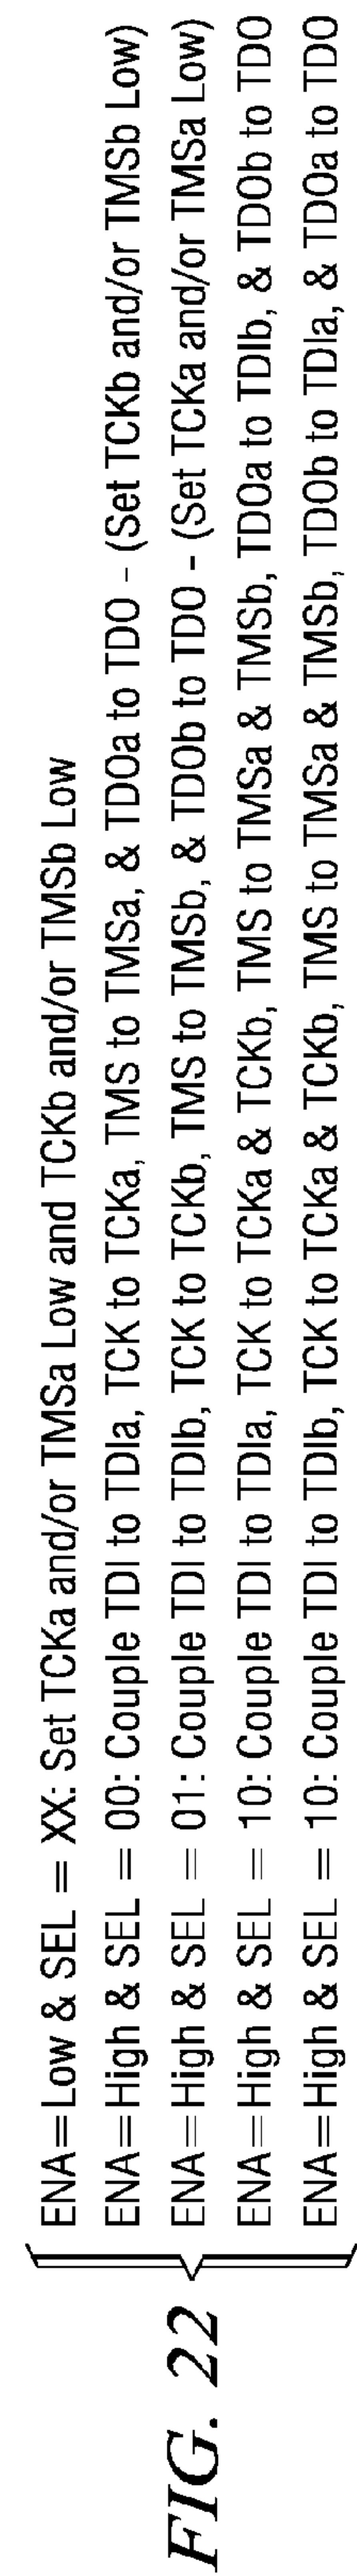 ENA=Low & SEL = XX: Set TCKa and/or TMSa Low and TCKb and/or TMSb Low
ENA=High & SEL = 00: Couple TDI to TDIa, TCK to TCKa, TMS to TMSa, & TDOa to TDO - (Set TCKb and/or TMSb Low)
ENA=High & SEL = 01: Couple TDI to TDIb, TCK to TCKb, TMS to TMSb, & TDOb to TDO - (Set TCKa and/or TMSa Low)
ENA=High & SEL = 10: Couple TDI to TDIa, TCK to TCKa & TCKb, TMS to TMSa & TMSb, TDOa to TDIb, & TDOb to TDO
ENA=High & SEL = 10: Couple TDI to TDIb, TCK to TCKa & TCKb, TMS to TMSa & TMSb, TDOb to TDIa, & TDOa to TDO
FIG. 22